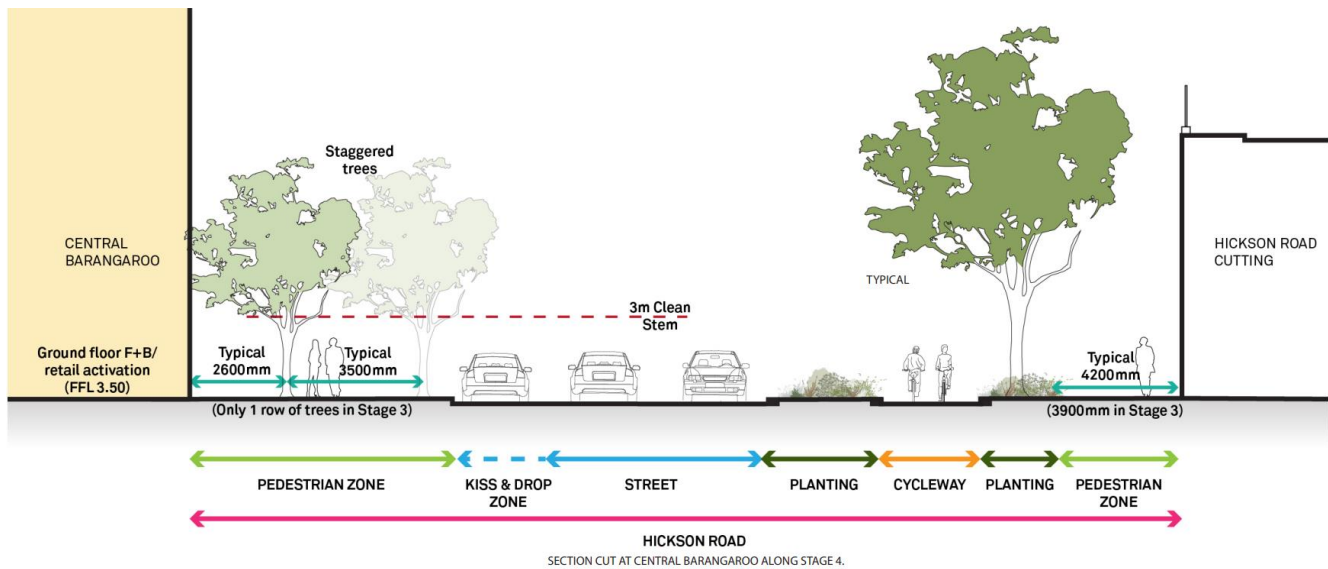 Staggered
trees
CENTRAL
BARANGAROO
HICKSON ROAD
CUTTING
TYPICAL
3m Clean
Stem
Ground floor F+B/
retail activation
(FFL 3.50)
Typical
2600mm
Typical
3500mm
Typical
4200mm
(Only 1 row of trees in Stage 3)
(3900mm in Stage 3)
PEDESTRIAN ZONE
KISS & DROP
ZONE
STREET
PLANTING
CYCLEWAY
PLANTING
PEDESTRIAN
ZONE
HICKSON ROAD
SECTION CUT AT CENTRAL BARANGAROO ALONG STAGE 4.